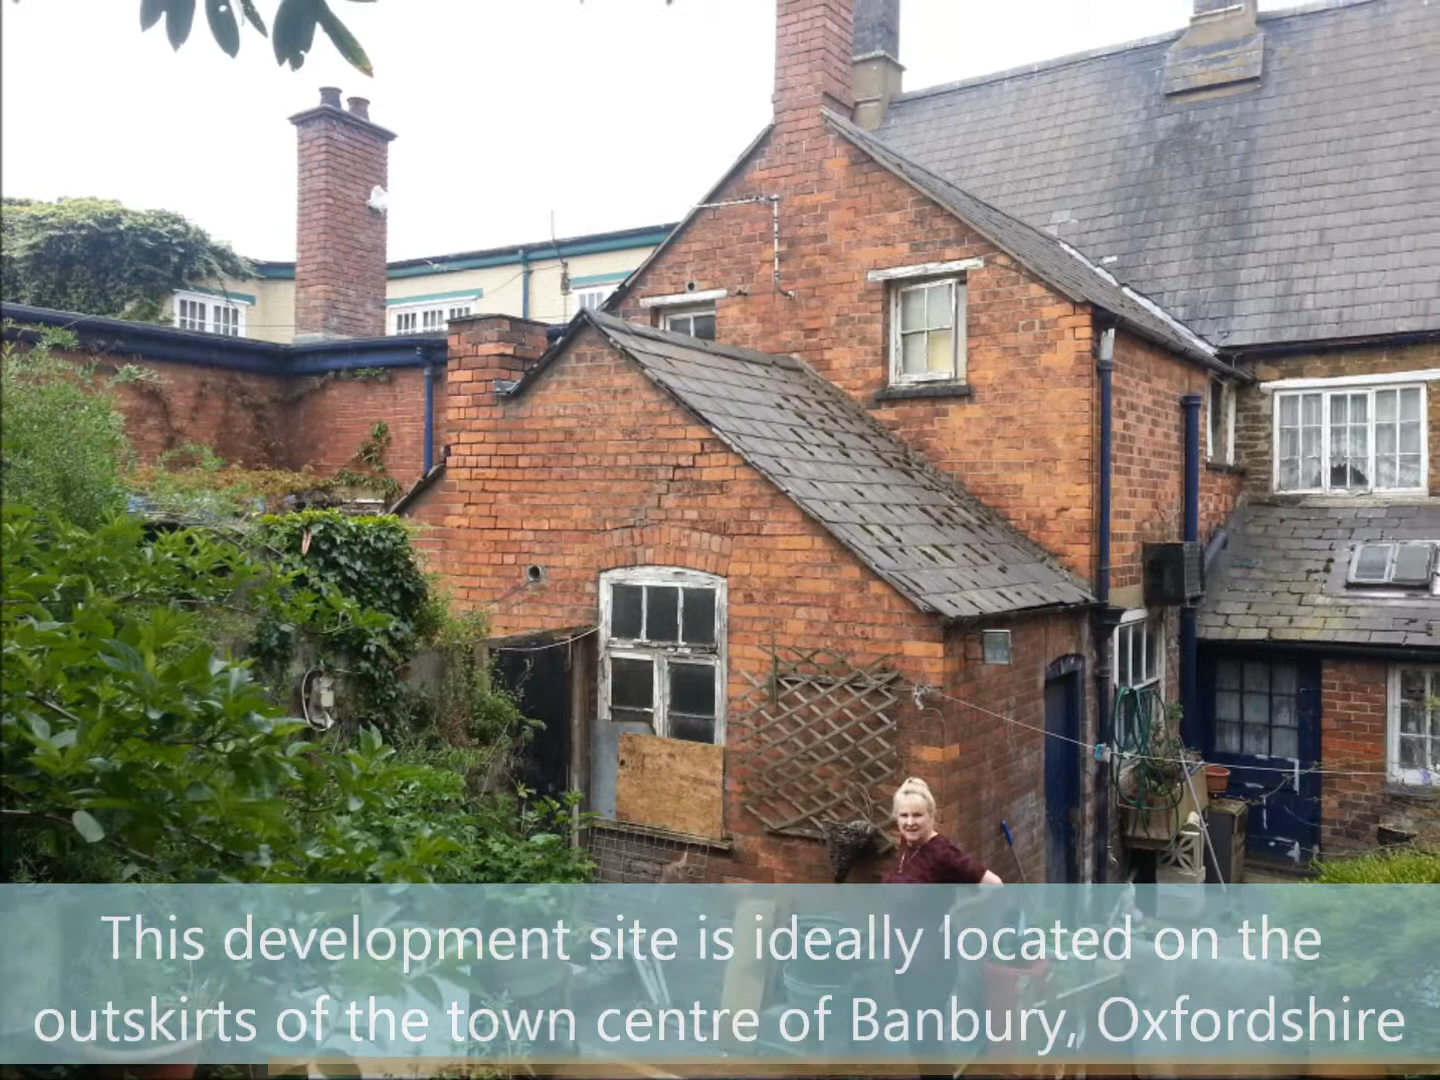 This development site is ideally located on the
outskirts of the town centre of Banbury, Oxfordshire